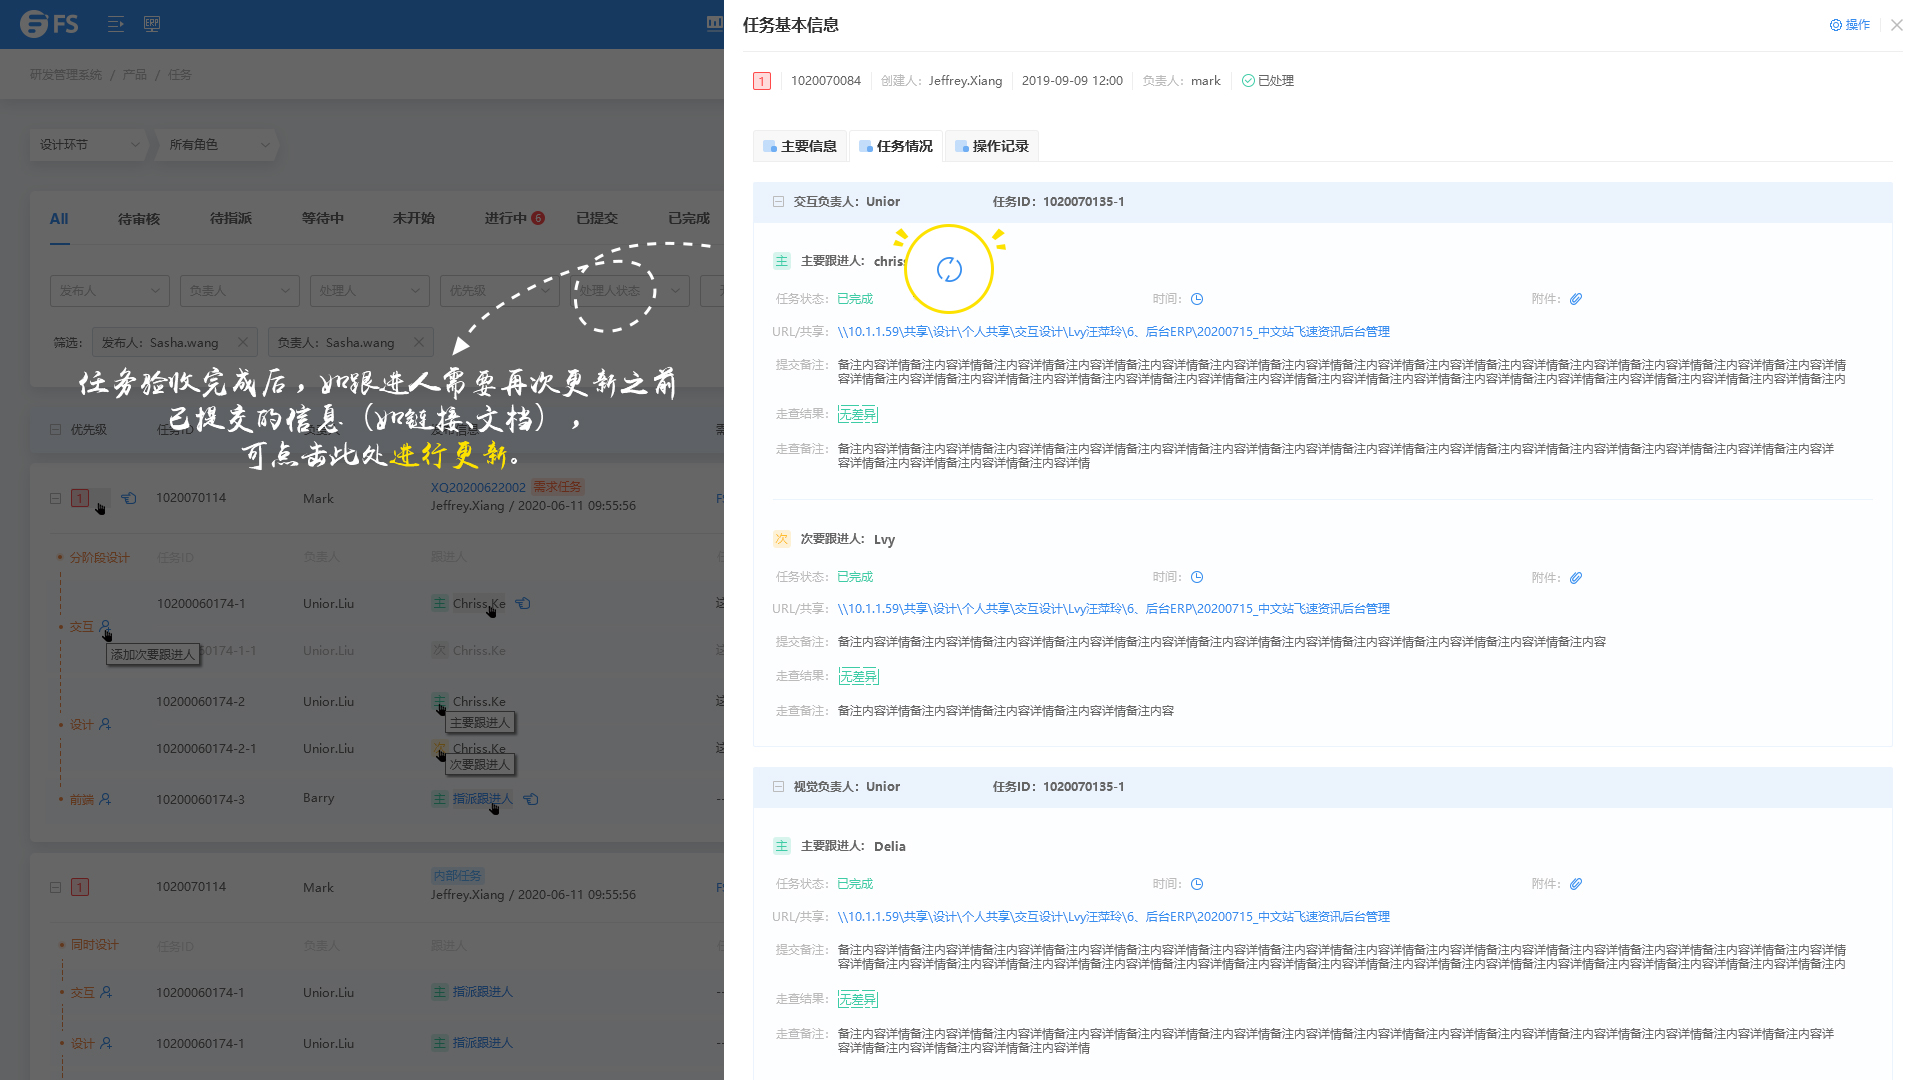 FS
ERP
研发管理系统 / 产品 / 任务
设计环节
所有角色
All
待审核
待指派
等待中
未开始
进行中 6
已提交
已完成
发布人
负责人
处理人
优先级
处理人状态
筛选:
发布人: Sasha.wang
负责人: Sasha.wang
任务验收完成后，如跟进人需要再次更新之前
已提交的信息（如链接、文档），
可点击此处进行更新。
优先级
任务ID
负责人
发布信息
1
1020070114
Mark
XQ20200622002 需求任务
Jeffrey.Xiang / 2020-06-11 09:55:56
分阶段设计
任务ID
负责人
跟进人
10200060174-1
Unior.Liu
主 Chriss.Ke
交互
添加次要跟进人
Unior.Liu
次 Chriss.Ke
10200060174-2
Unior.Liu
主 Chriss.Ke
主要跟进人
设计
10200060174-2-1
Unior.Liu
次 Chriss.Ke
次要跟进人
前端
10200060174-3
Barry
主 指派跟进人
--
1
1020070114
Mark
内部任务
Jeffrey.Xiang / 2020-06-11 09:55:56
同时设计
任务ID
负责人
跟进人
交互
10200060174-1
Unior.Liu
主 指派跟进人
--
设计
10200060174-1
Unior.Liu
主 指派跟进人
--
任务基本信息
操作
1
1020070084
创建人: Jeffrey.Xiang
2019-09-09 12:00
负责人: mark
已处理
主要信息
任务情况
操作记录
交互负责人: Unior
任务ID: 1020070135-1
主 主要跟进人: chriss
任务状态: 已完成
时间:
附件:
URL/共享: \\10.1.1.59\共享\设计\个人共享\交互设计\Lvy汪萍玲\6、后台ERP\20200715_中文站飞速资讯后台管理
提交备注: 备注内容详情备注内容详情备注内容详情备注内容详情备注内容详情备注内容详情备注内容详情备注内容详情备注内容详情备注内容详情备注内容详情备注内容详情备注内容详情备注内容详情
容详情备注内容详情备注内容详情备注内容详情备注内容详情备注内容详情备注内容详情备注内容详情备注内容详情备注内容详情备注内容详情备注内容详情备注内容详情备注内容详情备注内
走查结果: 无差异
走查备注: 备注内容详情备注内容详情备注内容详情备注内容详情备注内容详情备注内容详情备注内容详情备注内容详情备注内容详情备注内容详情备注内容详情备注内容详情备注内容详情备注内容详
容详情备注内容详情备注内容详情备注内容详情
次 次要跟进人: Lvy
任务状态: 已完成
时间:
附件:
URL/共享: \\10.1.1.59\共享\设计\个人共享\交互设计\Lvy汪萍玲\6、后台ERP\20200715_中文站飞速资讯后台管理
提交备注: 备注内容详情备注内容详情备注内容详情备注内容详情备注内容详情备注内容详情备注内容详情备注内容详情备注内容详情备注内容详情备注内容
走查结果: 无差异
走查备注: 备注内容详情备注内容详情备注内容详情备注内容详情备注内容
视觉负责人: Unior
任务ID: 1020070135-1
主 主要跟进人: Delia
任务状态: 已完成
时间:
附件:
URL/共享: \\10.1.1.59\共享\设计\个人共享\交互设计\Lvy汪萍玲\6、后台ERP\20200715_中文站飞速资讯后台管理
提交备注: 备注内容详情备注内容详情备注内容详情备注内容详情备注内容详情备注内容详情备注内容详情备注内容详情备注内容详情备注内容详情备注内容详情备注内容详情备注内容详情备注内容详情
容详情备注内容详情备注内容详情备注内容详情备注内容详情备注内容详情备注内容详情备注内容详情备注内容详情备注内容详情备注内容详情备注内容详情备注内容详情备注内容详情备注内
走查结果: 无差异
走查备注: 备注内容详情备注内容详情备注内容详情备注内容详情备注内容详情备注内容详情备注内容详情备注内容详情备注内容详情备注内容详情备注内容详情备注内容详情备注内容详情备注内容详
容详情备注内容详情备注内容详情备注内容详情